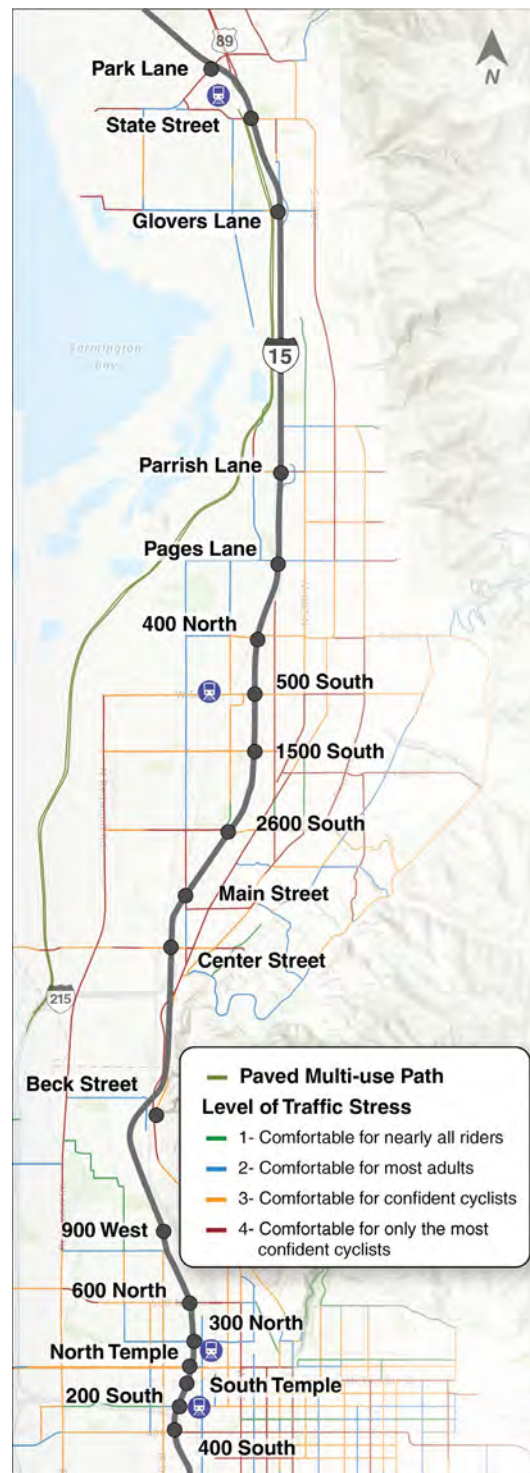 89
Park Lane
N
State Street
Glovers Lane
15
Parrish Lane
Pages Lane
400 North
500 South
1500 South
2600 South
Main Street
Center Street
215
Paved Multi-use Path
Level of Traffic Stress
Beck Street
1- Comfortable for nearly all riders
2- Comfortable for most adults
3- Comfortable for confident cyclists
4- Comfortable for only the most
confident cyclists
900 West
600 North
300 North
North Temple
South Temple
200 South
400 South